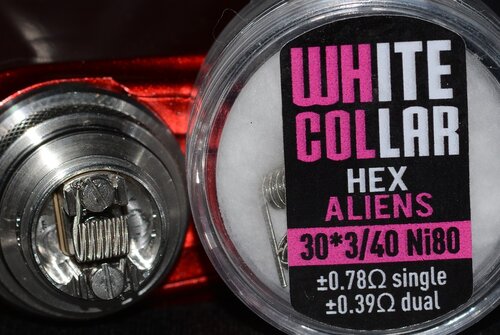 WHITE
COLLAR
HEX
ALIENS
30*3/40 Ni80
±0.78Ω single
±0.39Ω dual